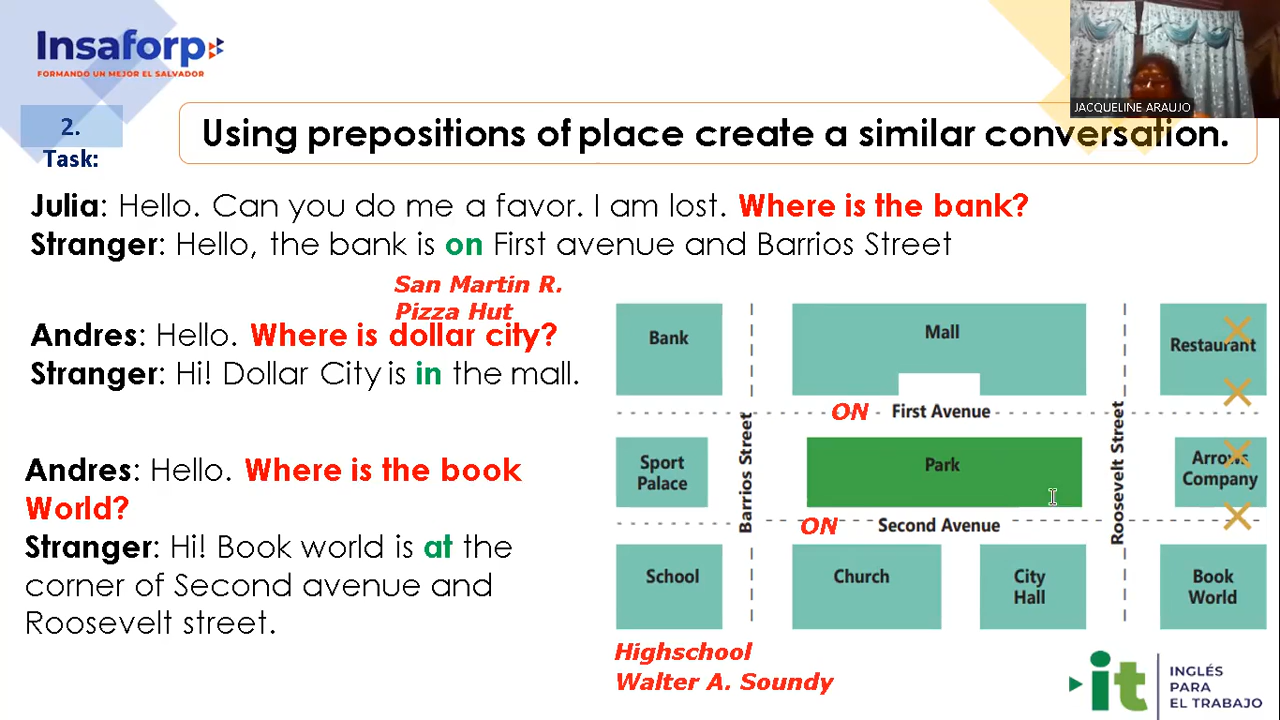 Insaforp
FORMANDO UN MEJOR EL SALVADOR
JACQUELINE ARAUJO
2.
Task:
Using prepositions of place create a similar conversation.
Julia: Hello. Can you do me a favor. I am lost. Where is the bank?
Stranger: Hello, the bank is on First avenue and Barrios Street
San Martin R.
Pizza Hut
Andres: Hello. Where is dollar city?
Stranger: Hi! Dollar City is in the mall.
Andres: Hello. Where is the book
World?
Stranger: Hi! Book world is at the
corner of Second avenue and
Roosevelt street.
Bank
Mall
Restaurant
ON
First Avenue
Barrios Street
Roosevelt Street
Sport
Palace
Park
Arrows
Company
ON
Second Avenue
School
Church
City
Hall
Book
World
Highschool
Walter A. Soundy
it
INGLÉS
PARA
EL TRABAJO